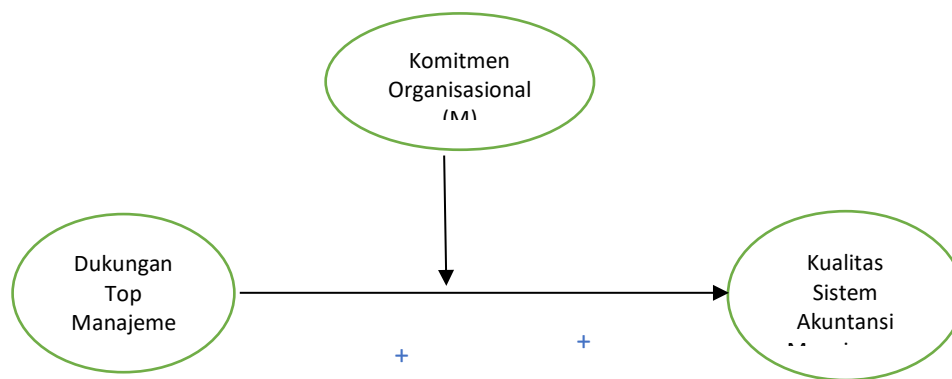 Komitmen
Organisasional
(M)
Dukungan
Top
Manajeme
Kualitas
Sistem
Akuntansi
+
+